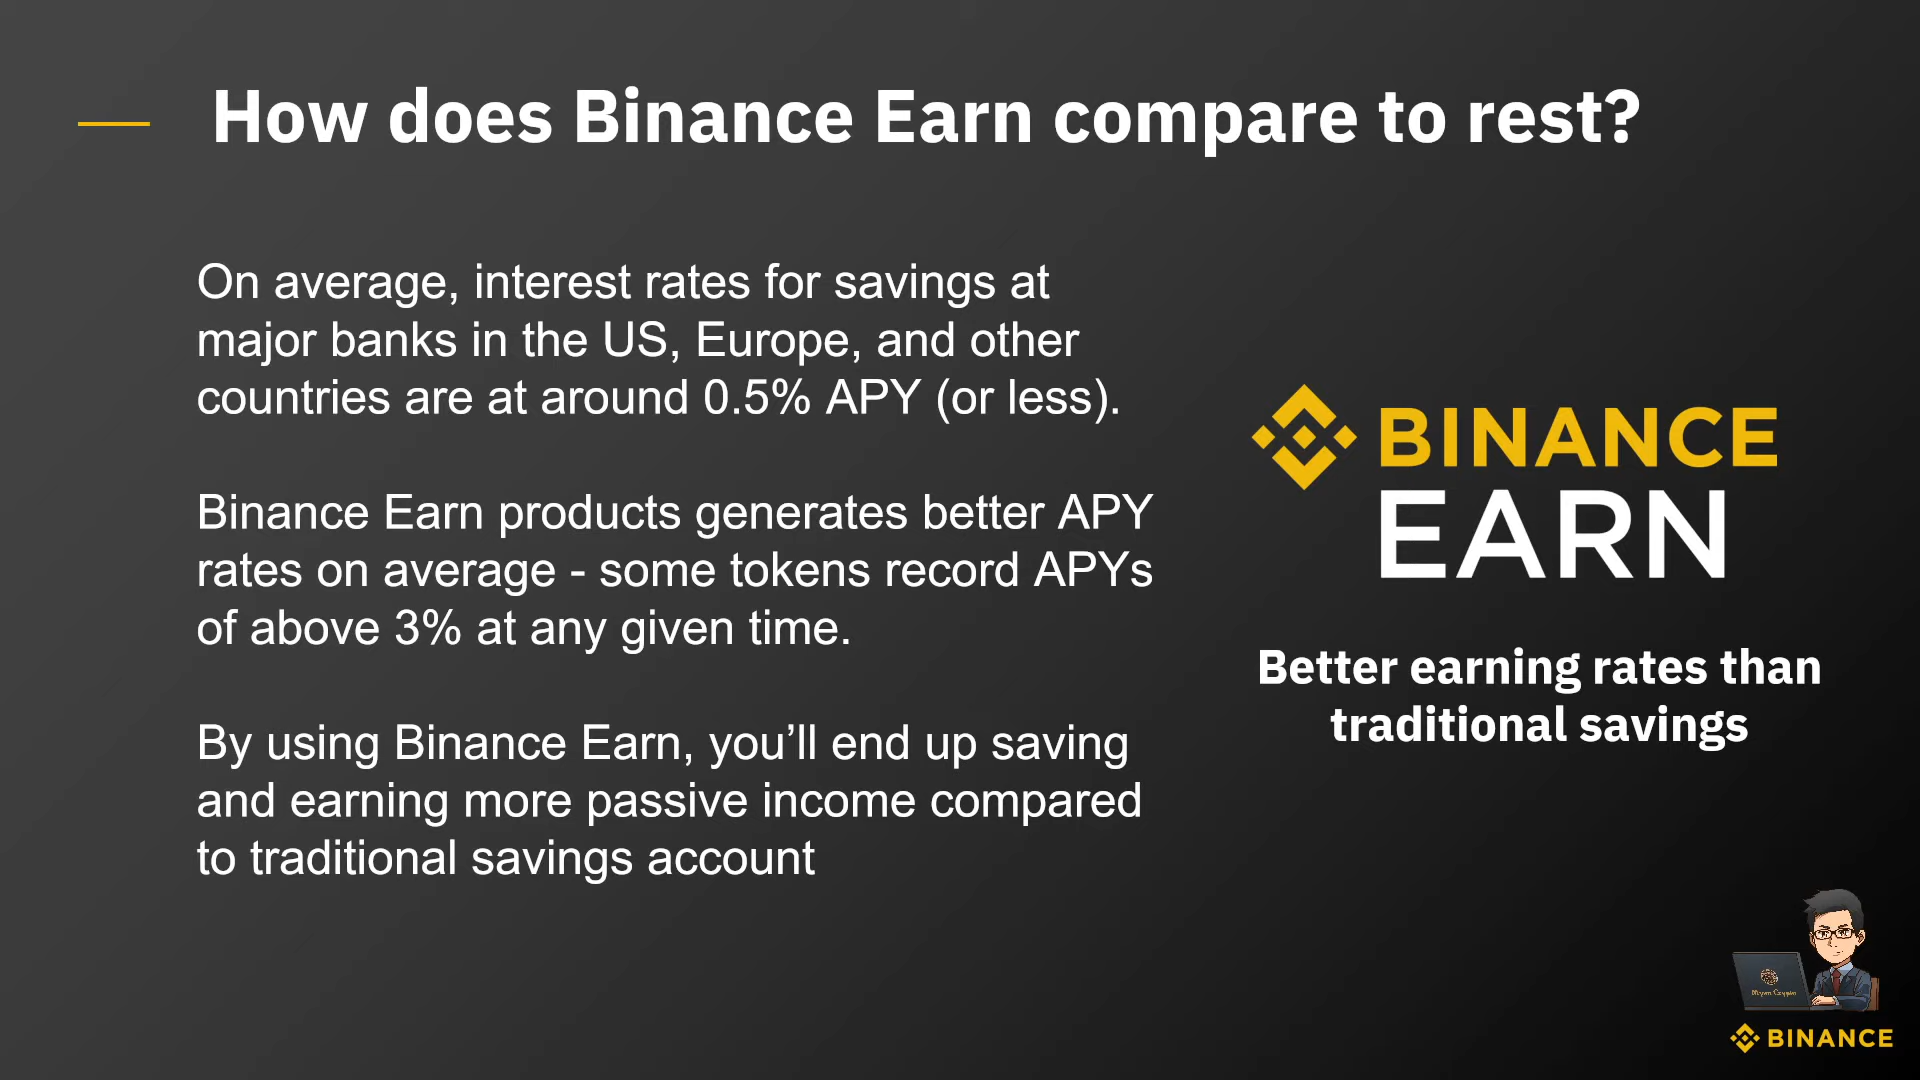 How does Binance Earn compare to rest?
On average, interest rates for savings at
major banks in the US, Europe, and other
countries are at around 0.5% APY (or less).
Binance Earn products generates better APY
rates on average - some tokens record APYs
of above 3% at any given time.
By using Binance Earn, you’ll end up saving
and earning more passive income compared
to traditional savings account
BINANCE
EARN
Better earning rates than
traditional savings
BINANCE